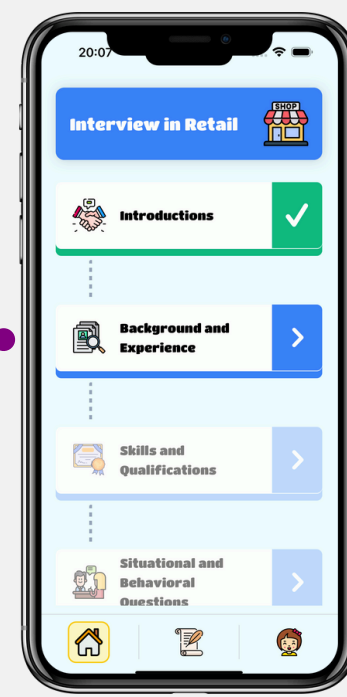 20:07
Interview in Retail
SHOP
Introductions
Background and
Experience
Skills and
Qualifications
Situational and
Behavioral
Questions